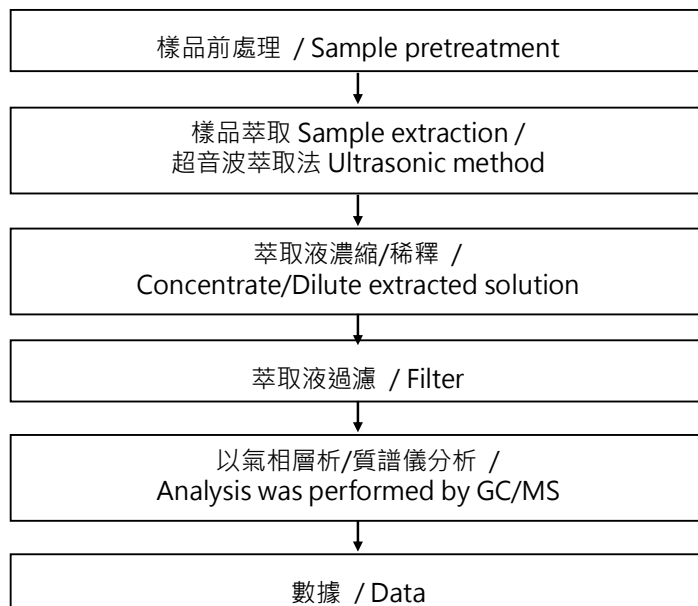 樣品前處理 / Sample pretreatment
樣品萃取 Sample extraction /
超音波萃取法 Ultrasonic method
萃取液濃縮/稀釋 /
Concentrate/Dilute extracted solution
萃取液過濾 / Filter
以氣相層析/質譜儀分析 /
Analysis was performed by GC/MS
數據 / Data